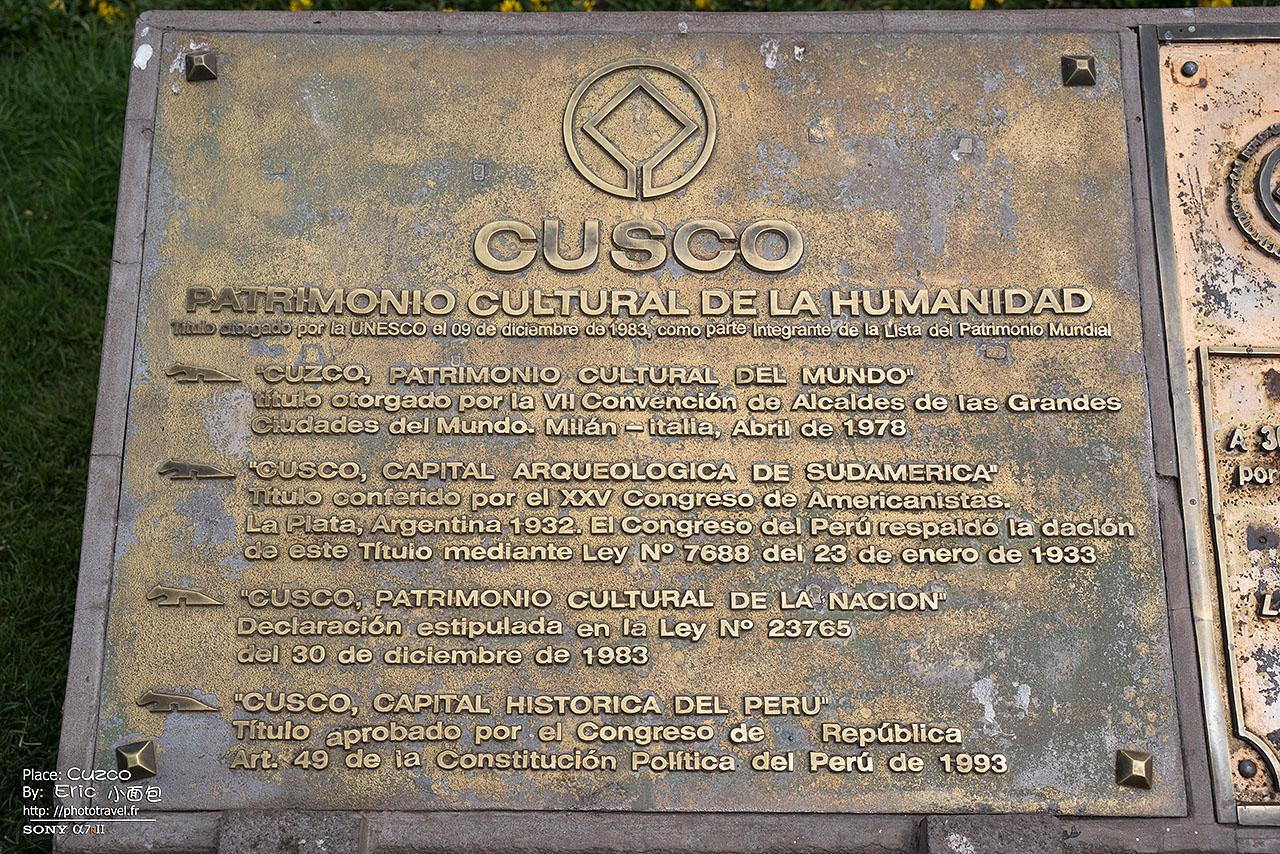 CUSCO
PATRIMONIO CULTURAL DE LA HUMANIDAD
Título otorgado por la UNESCO el 09 de diciembre de 1983, como parte Integrante de la Lista del Patrimonio Mundial
"CUZCO, PATRIMONIO CULTURAL DEL MUNDO"
título otorgado por la VII Convención de Alcaldes de las Grandes
Ciudades del Mundo. Milán – italia, Abril de 1978
"CUSCO, CAPITAL ARQUEOLOGICA DE SUDAMERICA"
Título conferido por el XXV Congreso de Americanistas.
La Plata, Argentina 1932. El Congreso del Perú respaldó la dación
de este Título mediante Ley Nº 7688 del 23 de enero de 1933
"CUSCO, PATRIMONIO CULTURAL DE LA NACION"
Declaración estipulada en la Ley Nº 23765
del 30 de diciembre de 1983
"CUSCO, CAPITAL HISTORICA DEL PERU"
Título aprobado por el Congreso de República
Art. 49 de la Constitución Política del Perú de 1993
A 
por
Place: Cuzco
By: Eric 小面包
http: //phototravel.fr
SONY α7II